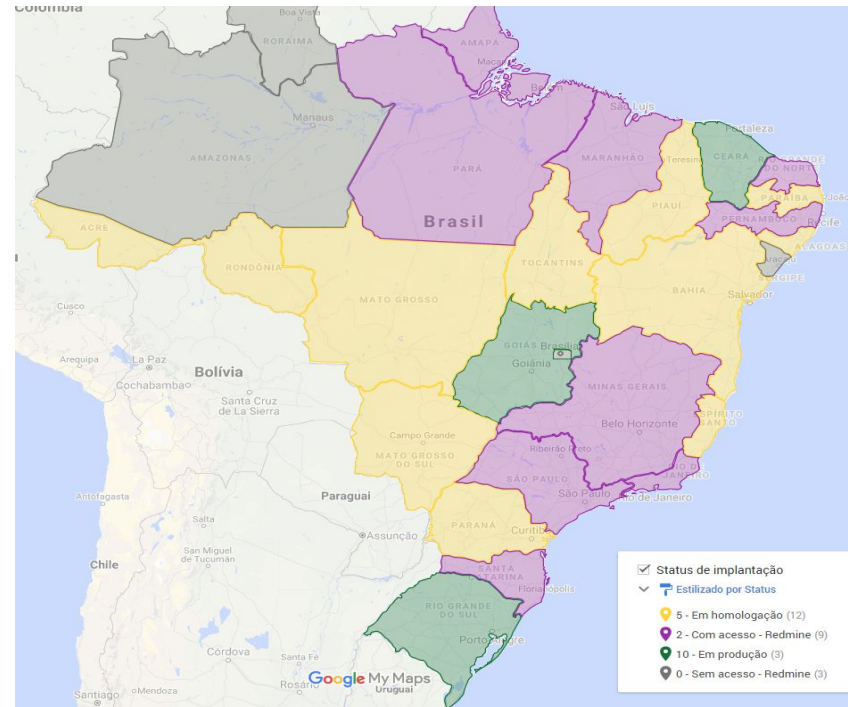 Colombia
Boa Vista
RORAIMA
AMAPÁ
Macapá
Belém
São Luís
Fortaleza
Manaus
AMAZONAS
PARÁ
MARANHÃO
Teresina
CEARÁ
RIO GRANDE
DO NORTE
PIAUÍ
PARAÍBA
João
PERNAMBUCO
Recife
ACRE
Brasil
ALAGOAS
Aracaju
SERGIPE
RONDÔNIA
TOCANTINS
MATO GROSSO
BAHIA
Salvador
Cusco
GOIÁS Brasília
Goiânia
Arequipa
La Paz
Bolívia
Cochabamba
Santa Cruz
de La Sierra
MINAS GERAIS
ESPÍRITO
SANTO
Belo Horizonte
Campo Grande
MATO GROSSO
DO SUL
Ribeirão Preto
RIO DE
JANEIRO
SÃO PAULO
São Paulo
Rio de Janeiro
Antofagasta
Paraguai
PARANÁ
Curitiba
Assunção
Salta
San Miguel
de Tucumán
Chile
SANTA
CATARINA
Florianópolis
RIO GRANDE
DO SUL
Porto Alegre
Córdova
Santa Fé
Rosário
Google My Maps
Uruguai
Mendoza
Santiago
Status de implantação
Estilizado por Status
5 - Em homologação (12)
2 - Com acesso - Redmine (9)
10 - Em produção (3)
0 - Sem acesso - Redmine (3)